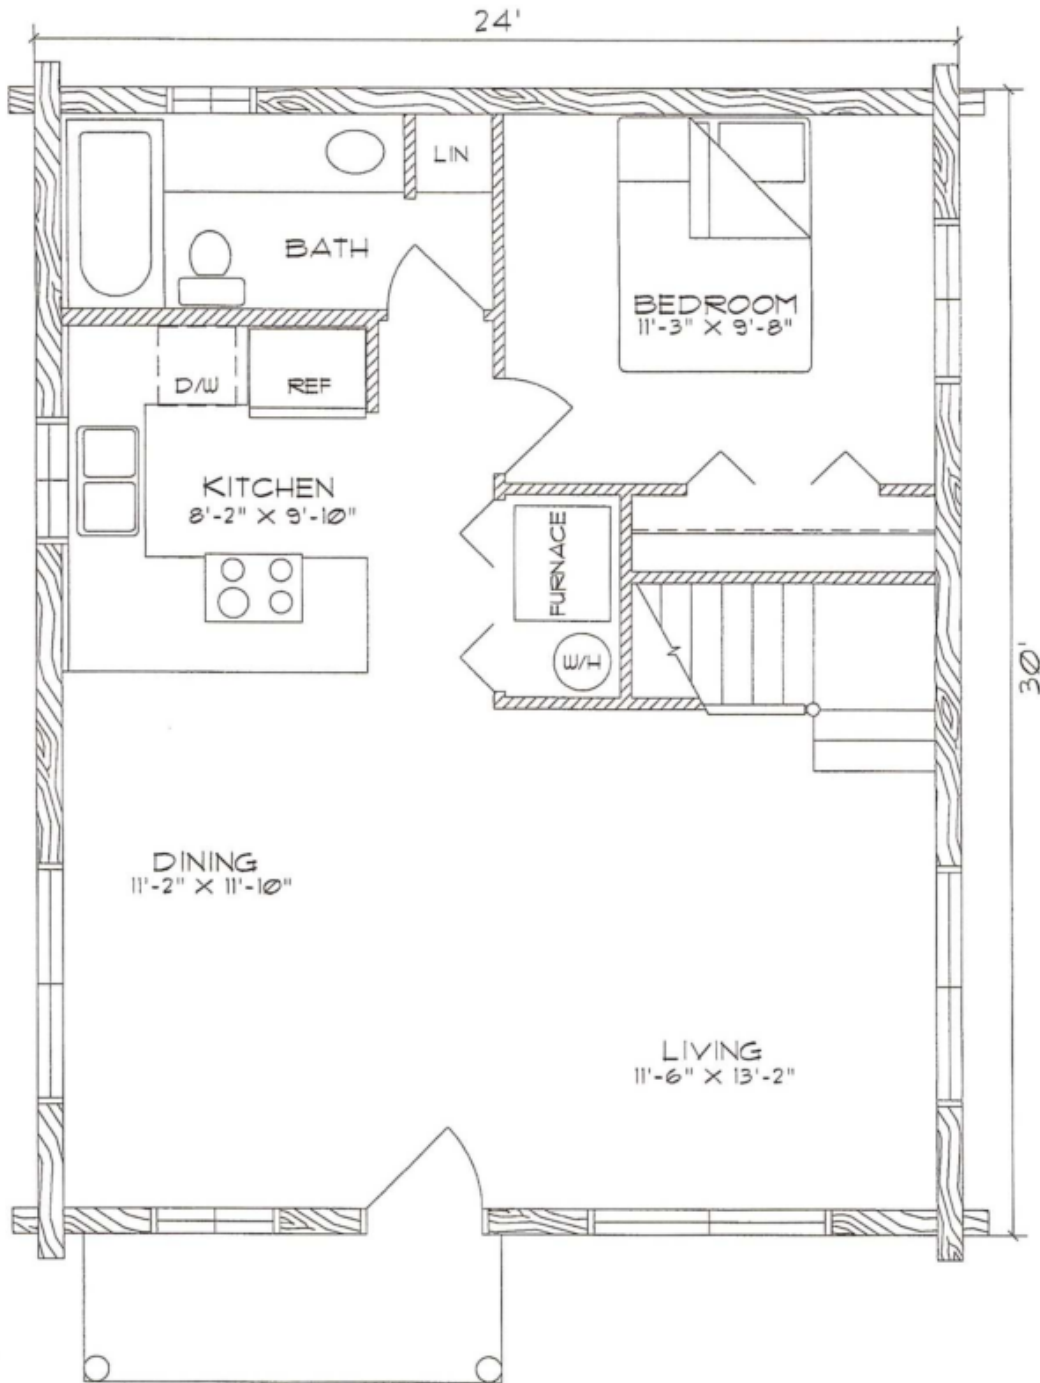 24'
LIN
BATH
BEDROOM
11'-3" X 9'-8"
D/W
REF
KITCHEN
8'-2" X 9'-10"
FURNACE
W/H
30'
DINING
11'-2" X 11'-10"
LIVING
11'-6" X 13'-2"